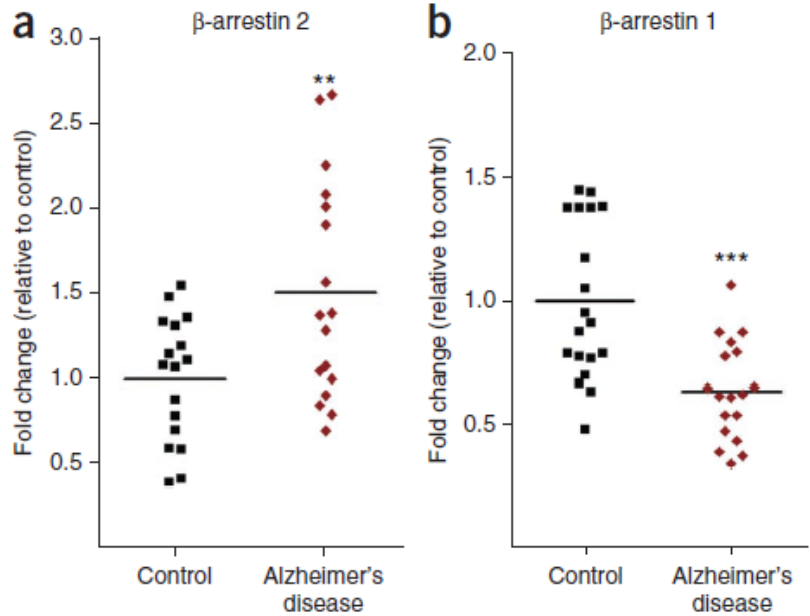 a
β-arrestin 2
Fold change (relative to control)
3.0
2.5
2.0
1.5
1.0
0.5
**
Control
Alzheimer's
disease
b
β-arrestin 1
Fold change (relative to control)
2.0
1.5
1.0
0.5
***
Control
Alzheimer's
disease